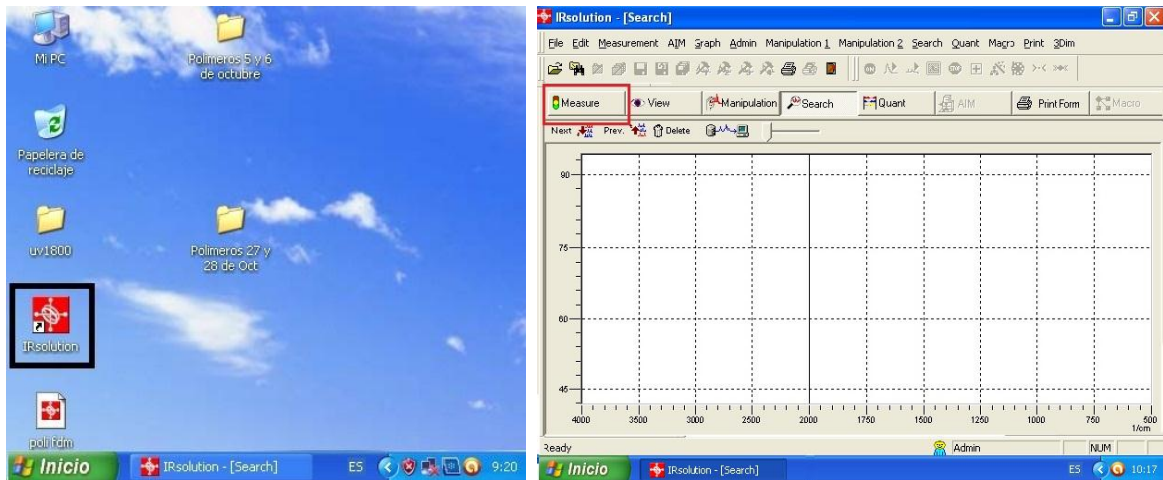 Mi PC
Polimeros 5 y 6
de octubre
Papelera de
reciclaje
uv1800
Polimeros 27 y
28 de Oct
IRsolution
poli fdm
Inicio
IRsolution - [Search]
ES
9:20
IRsolution - [Search]
File Edit Measurement AIM Graph Admin Manipulation 1 Manipulation 2 Search Quant Macro Print 3Dim
Measure View Manipulation Search Quant AIM Print Form Macro
Next Prev. Delete
90
75
60
45
4000 3500 3000 2500 2000 1750 1500 1250 1000 750 500
1/cm
Ready Admin NUM
Inicio
IRsolution - [Search]
ES
10:17